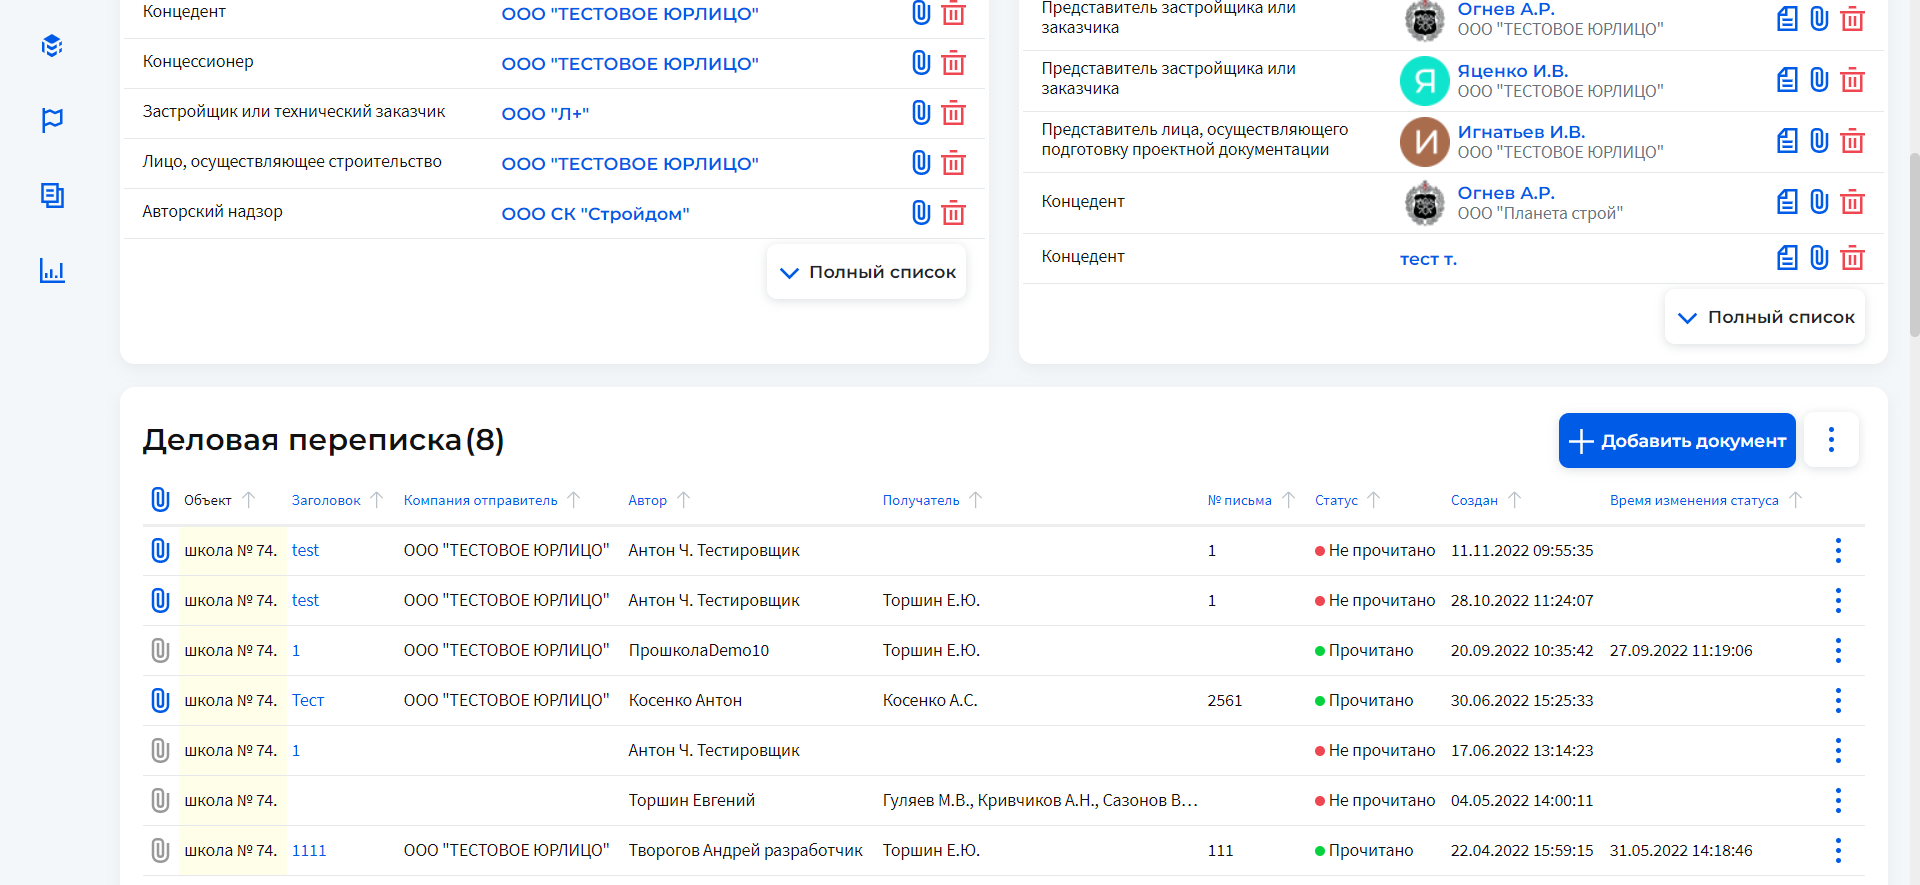 Концедент ООО "ТЕСТОВОЕ ЮРЛИЦО"
Концессионер ООО "ТЕСТОВОЕ ЮРЛИЦО"
Застройщик или технический заказчик ООО "Л+"
Лицо, осуществляющее строительство ООО "ТЕСТОВОЕ ЮРЛИЦО"
Авторский надзор ООО СК "Стройдом"
Полный список
Представитель застройщика или
заказчика
Огнев А.Р.
ООО "ТЕСТОВОЕ ЮРЛИЦО"
Представитель застройщика или
заказчика
Я
Яценко И.В.
ООО "ТЕСТОВОЕ ЮРЛИЦО"
Представитель лица, осуществляющего
подготовку проектной документации
И
Игнатьев И.В.
ООО "ТЕСТОВОЕ ЮРЛИЦО"
Концедент
Огнев А.Р.
ООО "Планета строй"
Концедент тест т.
Полный список
Деловая переписка(8)
Добавить документ
Объект Заголовок Компания отправитель Автор Получатель № письма Статус Создан Время изменения статуса
школа № 74. test ООО "ТЕСТОВОЕ ЮРЛИЦО" Антон Ч. Тестировщик 1 Не прочитано 11.11.2022 09:55:35
школа № 74. test ООО "ТЕСТОВОЕ ЮРЛИЦО" Антон Ч. Тестировщик Торшин Е.Ю. 1 Не прочитано 28.10.2022 11:24:07
школа № 74. 1 ООО "ТЕСТОВОЕ ЮРЛИЦО" ПрошколаDemo10 Торшин Е.Ю. Прочитано 20.09.2022 10:35:42 27.09.2022 11:19:06
школа № 74. Тест ООО "ТЕСТОВОЕ ЮРЛИЦО" Косенко Антон Косенко А.С. 2561 Прочитано 30.06.2022 15:25:33
школа № 74. 1 Антон Ч. Тестировщик Не прочитано 17.06.2022 13:14:23
школа № 74. Торшин Евгений Гуляев М.В., Кривчиков А.Н., Сазонов В... Не прочитано 04.05.2022 14:00:11
школа № 74. 1111 ООО "ТЕСТОВОЕ ЮРЛИЦО" Творогов Андрей разработчик Торшин Е.Ю. 111 Прочитано 22.04.2022 15:59:15 31.05.2022 14:18:46